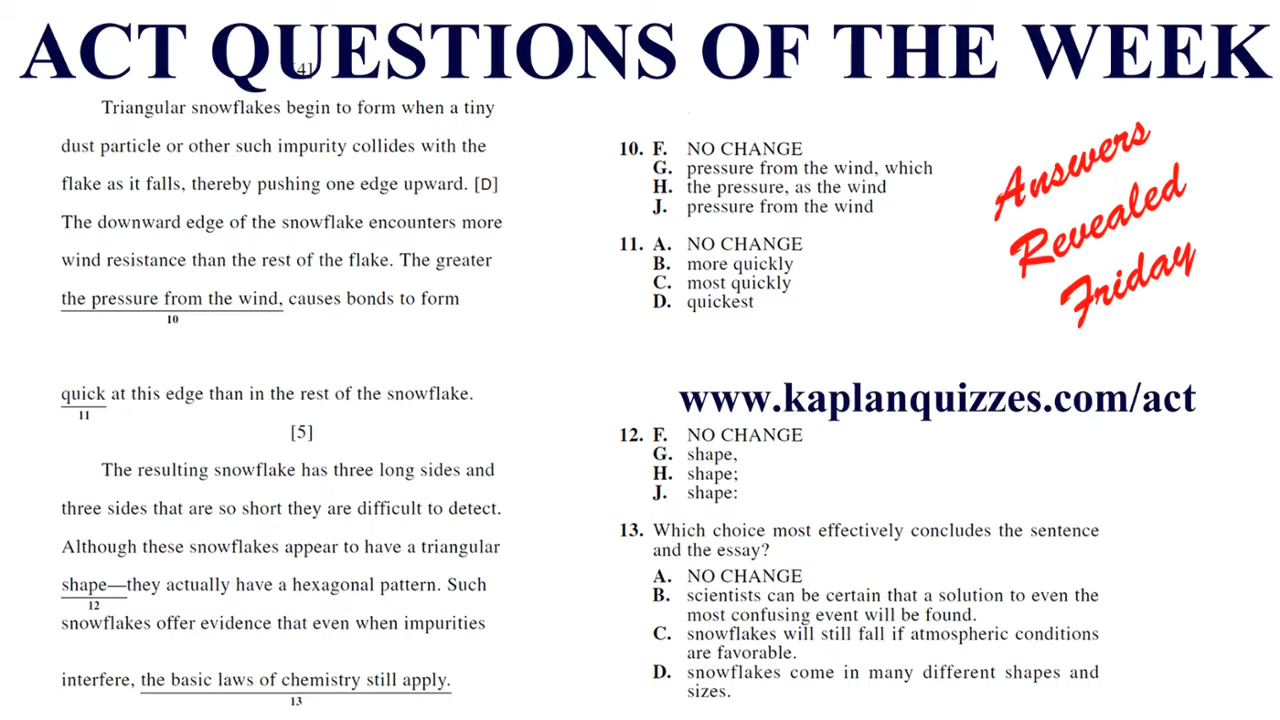 ACT QUESTIONS OF THE WEEK
[4]
Triangular snowflakes begin to form when a tiny
dust particle or other such impurity collides with the
flake as it falls, thereby pushing one edge upward. [D]
The downward edge of the snowflake encounters more
wind resistance than the rest of the flake. The greater
the pressure from the wind, causes bonds to form
10
quick at this edge than in the rest of the snowflake.
11
[5]
The resulting snowflake has three long sides and
three sides that are so short they are difficult to detect.
Although these snowflakes appear to have a triangular
shape—they actually have a hexagonal pattern. Such
12
snowflakes offer evidence that even when impurities
interfere, the basic laws of chemistry still apply.
13
10. F. NO CHANGE
G. pressure from the wind, which
H. the pressure, as the wind
J. pressure from the wind
11. A. NO CHANGE
B. more quickly
C. most quickly
D. quickest
Answers
Revealed
Friday
www.kaplanquizzes.com/act
12. F. NO CHANGE
G. shape,
H. shape;
J. shape:
13. Which choice most effectively concludes the sentence
and the essay?
A. NO CHANGE
B. scientists can be certain that a solution to even the
most confusing event will be found.
C. snowflakes will still fall if atmospheric conditions
are favorable.
D. snowflakes come in many different shapes and
sizes.